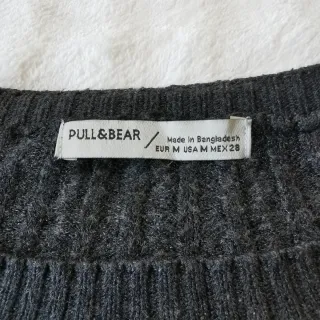 PULL&BEAR /
Made in Bangladesh
EUR M USA M MEX 28